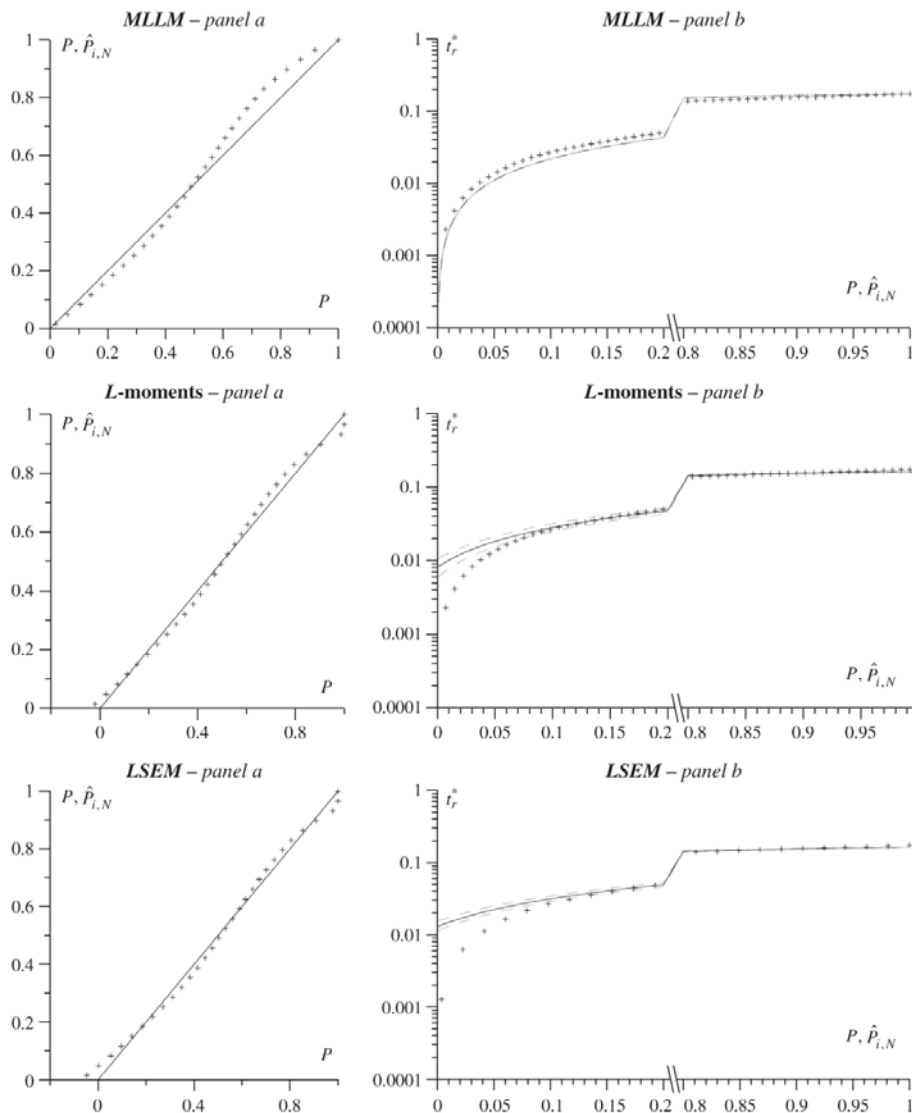 MLLM – panel a
P, P̂i,N
1
0.8
0.6
0.4
0.2
0
P
0 0.2 0.4 0.6 0.8 1
MLLM – panel b
1
t*r
0.1
0.01
0.001
0.0001
P, P̂i,N
0 0.05 0.1 0.15 0.2 0.8 0.85 0.9 0.95 1
L-moments – panel a
P, P̂i,N
1
0.8
0.6
0.4
0.2
0
P
0 0.4 0.8
L-moments – panel b
1
t*r
0.1
0.01
0.001
0.0001
P, P̂i,N
0 0.05 0.1 0.15 0.2 0.8 0.85 0.9 0.95 1
LSEM – panel a
P, P̂i,N
1
0.8
0.6
0.4
0.2
0
P
0 0.4 0.8
LSEM – panel b
1
t*r
0.1
0.01
0.001
0.0001
P, P̂i,N
0 0.05 0.1 0.15 0.2 0.8 0.85 0.9 0.95 1